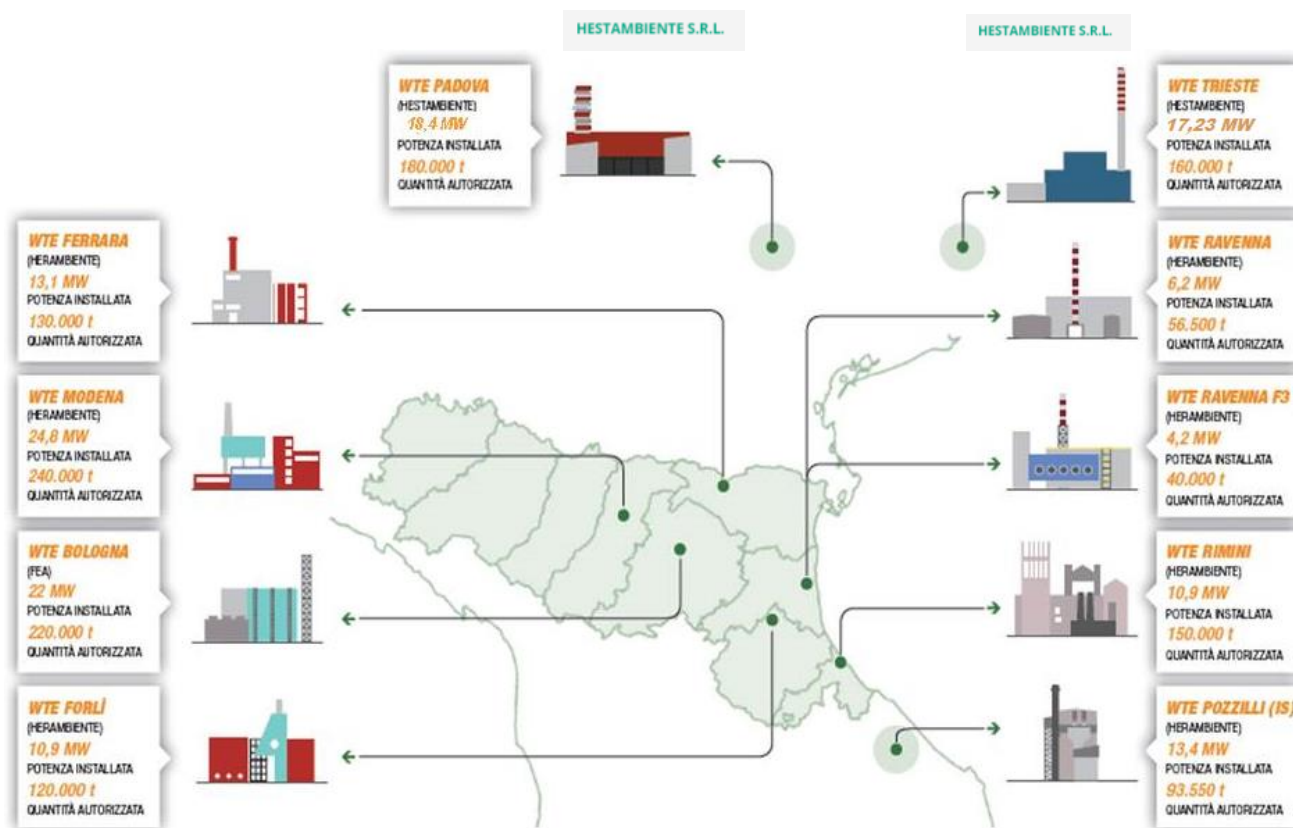 HESTAMBIENTE S.R.L.
HESTAMBIENTE S.R.L.
WTE PADOVA
(HESTAMBIENTE)
18,4 MW
POTENZA INSTALLATA
180.000 t
QUANTITÀ AUTORIZZATA
WTE TRIESTE
(HESTAMBIENTE)
17,23 MW
POTENZA INSTALLATA
160.000 t
QUANTITÀ AUTORIZZATA
WTE FERRARA
(HERAMBIENTE)
13,1 MW
POTENZA INSTALLATA
130.000 t
QUANTITÀ AUTORIZZATA
WTE RAVENNA
(HERAMBIENTE)
6,2 MW
POTENZA INSTALLATA
56.500 t
QUANTITÀ AUTORIZZATA
WTE MODENA
(HERAMBIENTE)
24,8 MW
POTENZA INSTALLATA
240.000 t
QUANTITÀ AUTORIZZATA
WTE RAVENNA F3
(HERAMBIENTE)
4,2 MW
POTENZA INSTALLATA
40.000 t
QUANTITÀ AUTORIZZATA
WTE BOLOGNA
(FEA)
22 MW
POTENZA INSTALLATA
220.000 t
QUANTITÀ AUTORIZZATA
WTE RIMINI
(HERAMBIENTE)
10,9 MW
POTENZA INSTALLATA
150.000 t
QUANTITÀ AUTORIZZATA
WTE FORLÌ
(HERAMBIENTE)
10,9 MW
POTENZA INSTALLATA
120.000 t
QUANTITÀ AUTORIZZATA
WTE POZZILLI (IS)
(HERAMBIENTE)
13,4 MW
POTENZA INSTALLATA
93.550 t
QUANTITÀ AUTORIZZATA